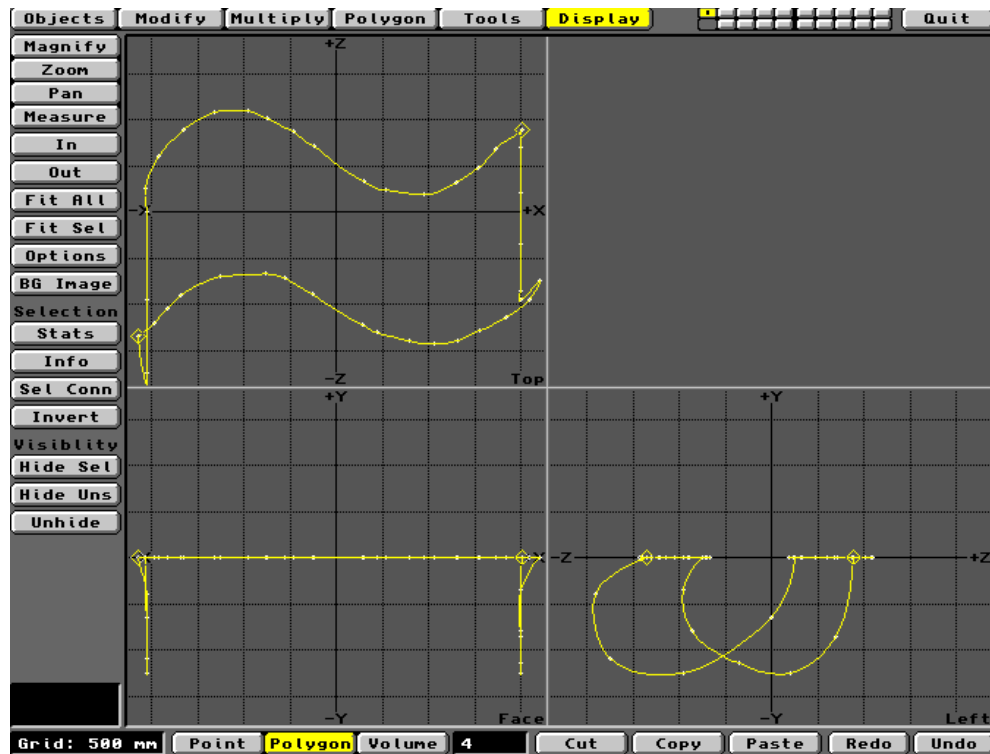 Objects Modify Multiply Polygon Tools Display Quit
Magnify
Zoom
Pan
Measure
In
Out
Fit All
Fit Sel
Options
BG Image
Selection
Stats
Info
Sel Conn
Invert
Visiblity
Hide Sel
Hide Uns
Unhide
+Z
-X +X
-Z Top
+Y
-X
-Y Face
+Y
-Z +Z
-Y Left
Grid: 500 mm Point Polygon Volume 4 Cut Copy Paste Redo Undo